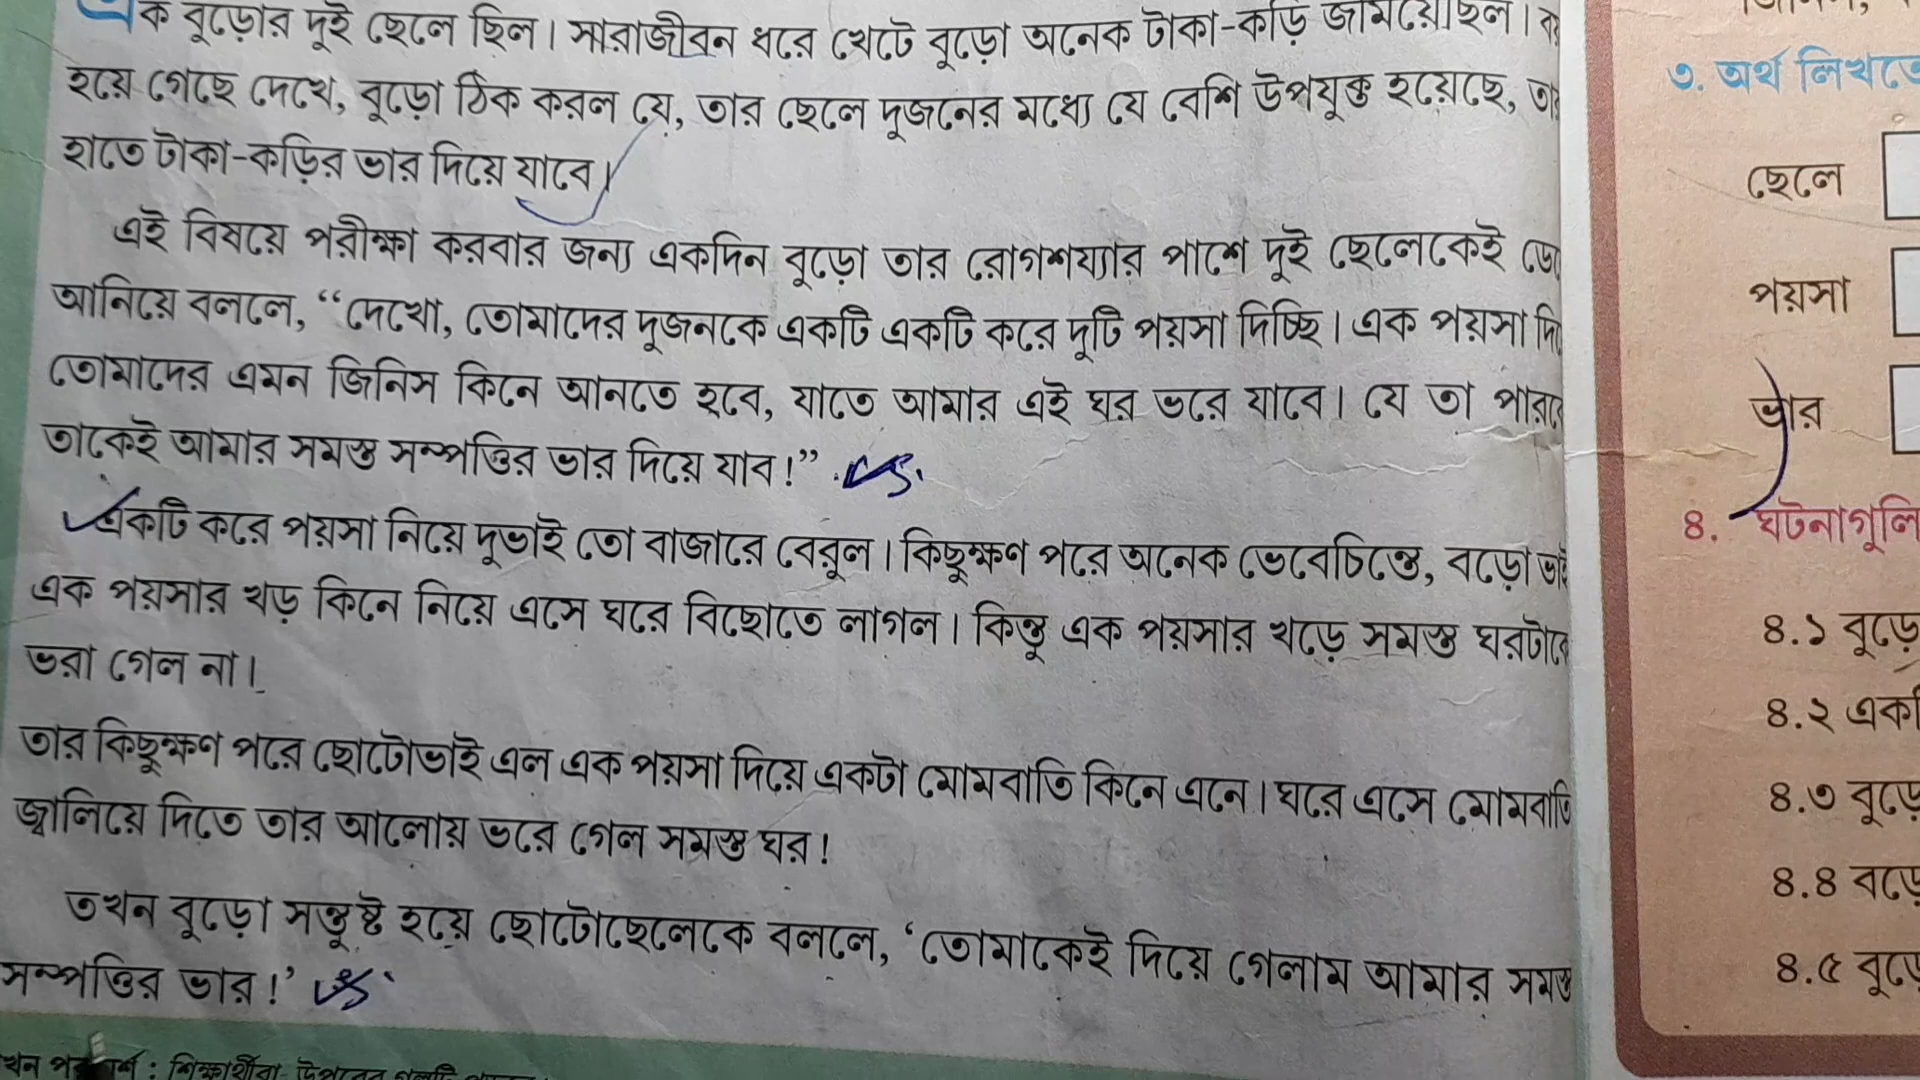 এক বুড়োর দুই ছেলে ছিল। সারাজীবন ধরে খেটে বুড়ো অনেক টাকা-কড়ি জমিয়েছিল।
হয়ে গেছে দেখে, বুড়ো ঠিক করল যে, তার ছেলে দুজনের মধ্যে যে বেশি উপযুক্ত হয়েছে, তার
হাতে টাকা-কড়ির ভার দিয়ে যাবে।
এই বিষয়ে পরীক্ষা করবার জন্য একদিন বুড়ো তার রোগশয্যার পাশে দুই ছেলেকেই
আনিয়ে বললে, “দেখো, তোমাদের দুজনকে একটি একটি করে দুটি পয়সা দিচ্ছি। এক পয়সা
তোমাদের এমন জিনিস কিনে আনতে হবে, যাতে আমার এই ঘর ভরে যাবে। যে তা পারবে
তাকেই আমার সমস্ত সম্পত্তির ভার দিয়ে যাব!”
একটি করে পয়সা নিয়ে দুভাই তো বাজারে বেরুল। কিছুক্ষণ পরে অনেক ভেবেচিন্তে, বড়ো ভাই
এক পয়সার খড় কিনে নিয়ে এসে ঘরে বিছোতে লাগল। কিন্তু এক পয়সার খড়ে সমস্ত ঘরটাকে
ভরা গেল না।
তার কিছুক্ষণ পরে ছোটোভাই এল এক পয়সা দিয়ে একটা মোমবাতি কিনে এনে। ঘরে এসে মোমবাতি
জ্বালিয়ে দিতে তার আলোয় ভরে গেল সমস্ত ঘর!
তখন বুড়ো সন্তুষ্ট হয়ে ছোটোছেলেকে বললে, ‘তোমাকেই দিয়ে গেলাম আমার সমস্ত
সম্পত্তির ভার!’
শিক্ষার্থীরা
৩. অর্থ লিখতে
ছেলে
পয়সা
ভার
৪. ঘটনাগুলি
৪.১ বুড়ো
৪.২
৪.৩ বুড়ো
৪.৪ বড়ো
৪.৫ বুড়ো